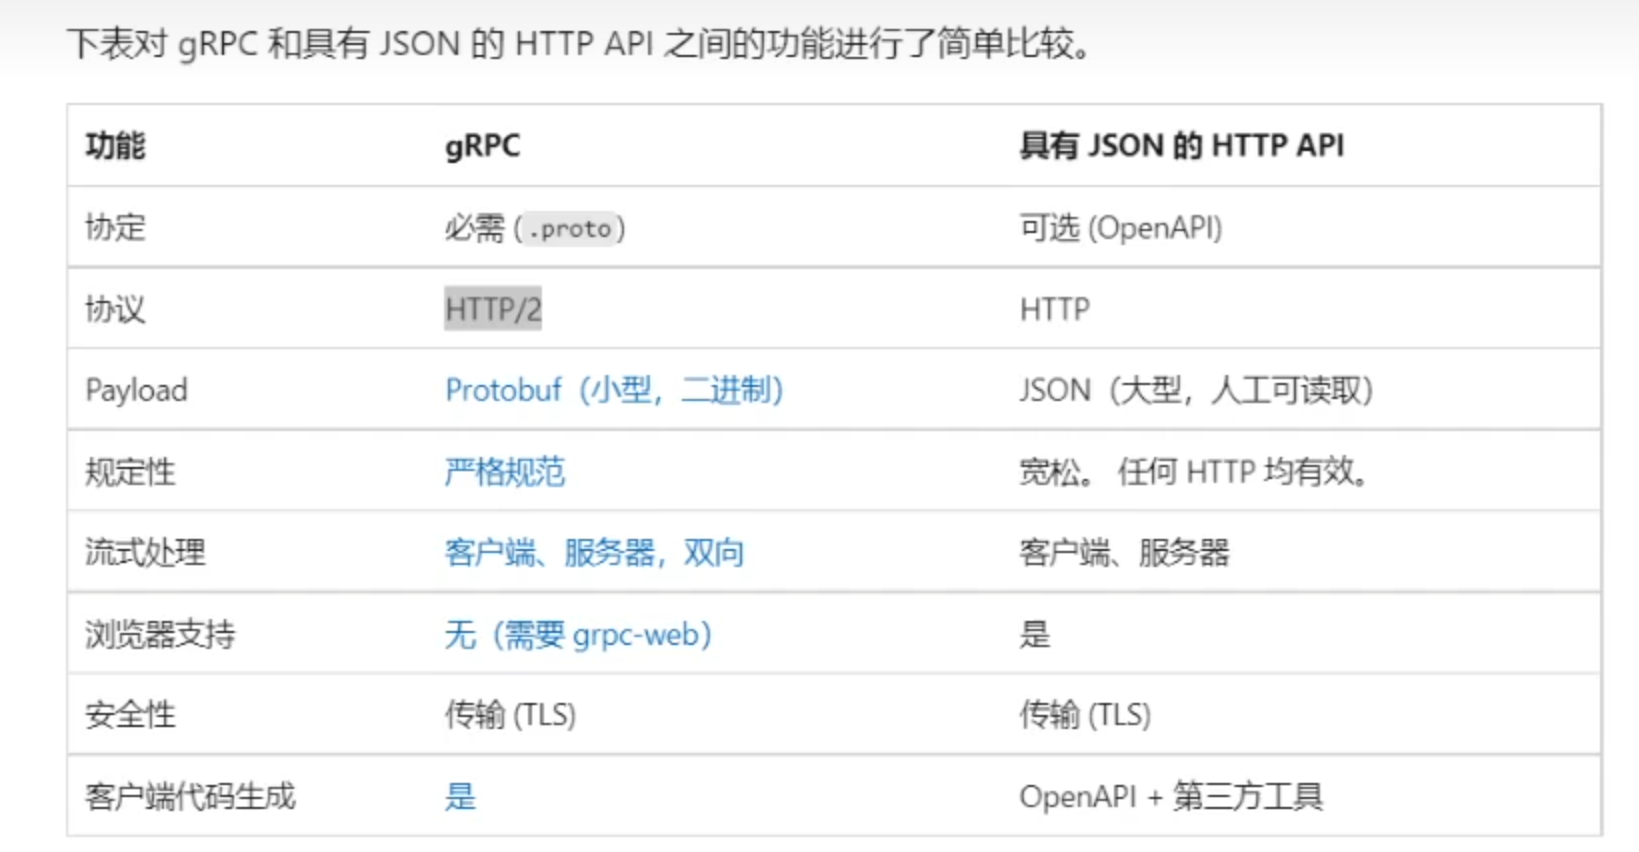 下表对 gRPC 和具有 JSON 的 HTTP API 之间的功能进行了简单比较。
功能 gRPC 具有 JSON 的 HTTP API
协定 必需 (.proto) 可选 (OpenAPI)
协议 HTTP/2 HTTP
Payload Protobuf（小型，二进制） JSON（大型，人工可读取）
规定性 严格规范 宽松。 任何 HTTP 均有效。
流式处理 客户端、服务器，双向 客户端、服务器
浏览器支持 无（需要 grpc-web） 是
安全性 传输 (TLS) 传输 (TLS)
客户端代码生成 是 OpenAPI + 第三方工具